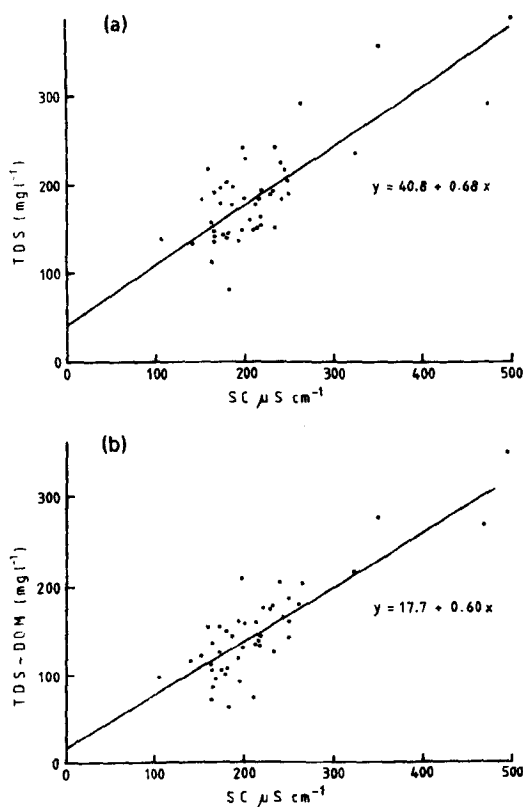 (a)
300
200
100
0
TDS (mg l⁻¹)
y = 40.8 + 0.68 x
0 100 200 300 400 500
SC μS cm⁻¹
(b)
300
200
100
0
TDS - DOM (mg l⁻¹)
y = 17.7 + 0.60 x
0 100 200 300 400 500
SC μS cm⁻¹